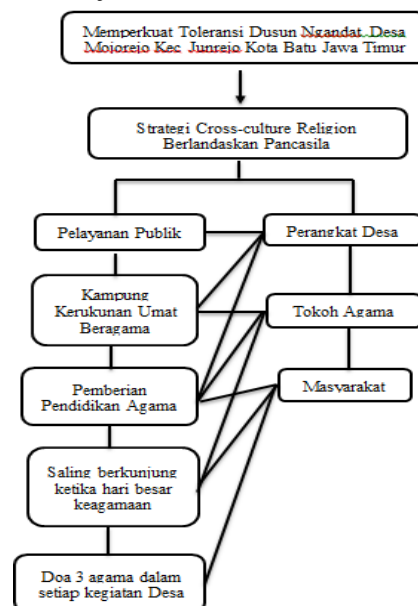 Memperkuat Toleransi Dusun Ngandat Desa
Mojorejo Kec Junrejo Kota Batu Jawa Timur
Strategi Cross-culture Religion
Berlandaskan Pancasila
Pelayanan Publik
Perangkat Desa
Kampung
Kerukunan Umat
Beragama
Tokoh Agama
Pemberian
Pendidikan Agama
Masyarakat
Saling berkunjung
ketika hari besar
keagamaan
Doa 3 agama dalam
setiap kegiatan Desa